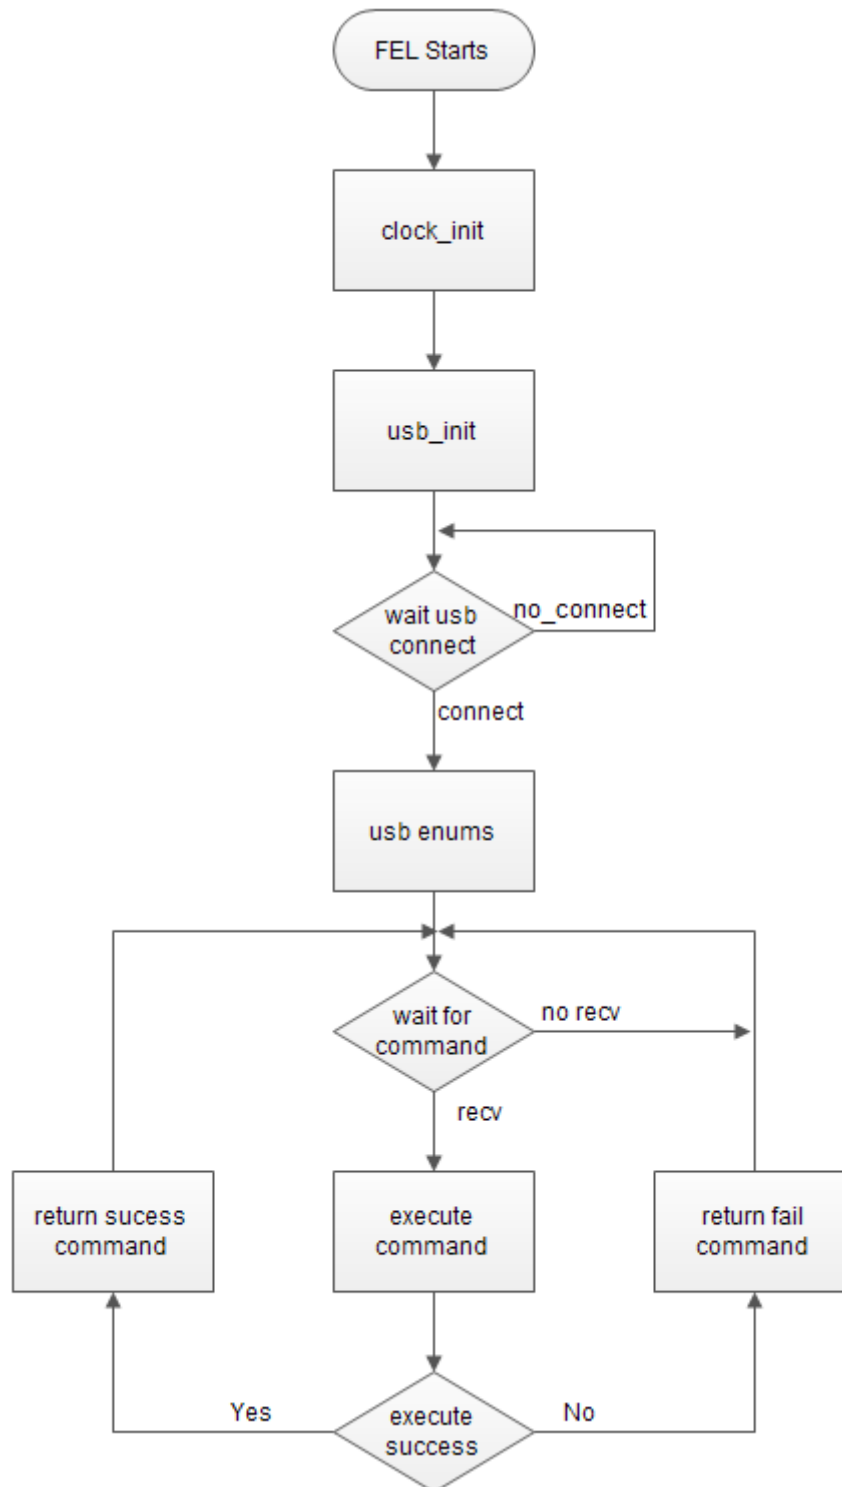 FEL Starts
clock_init
usb_init
wait usb
connect
no_connect
connect
usb enums
wait for
command
no recv
recv
return sucess
command
execute
command
return fail
command
Yes
execute
success
No